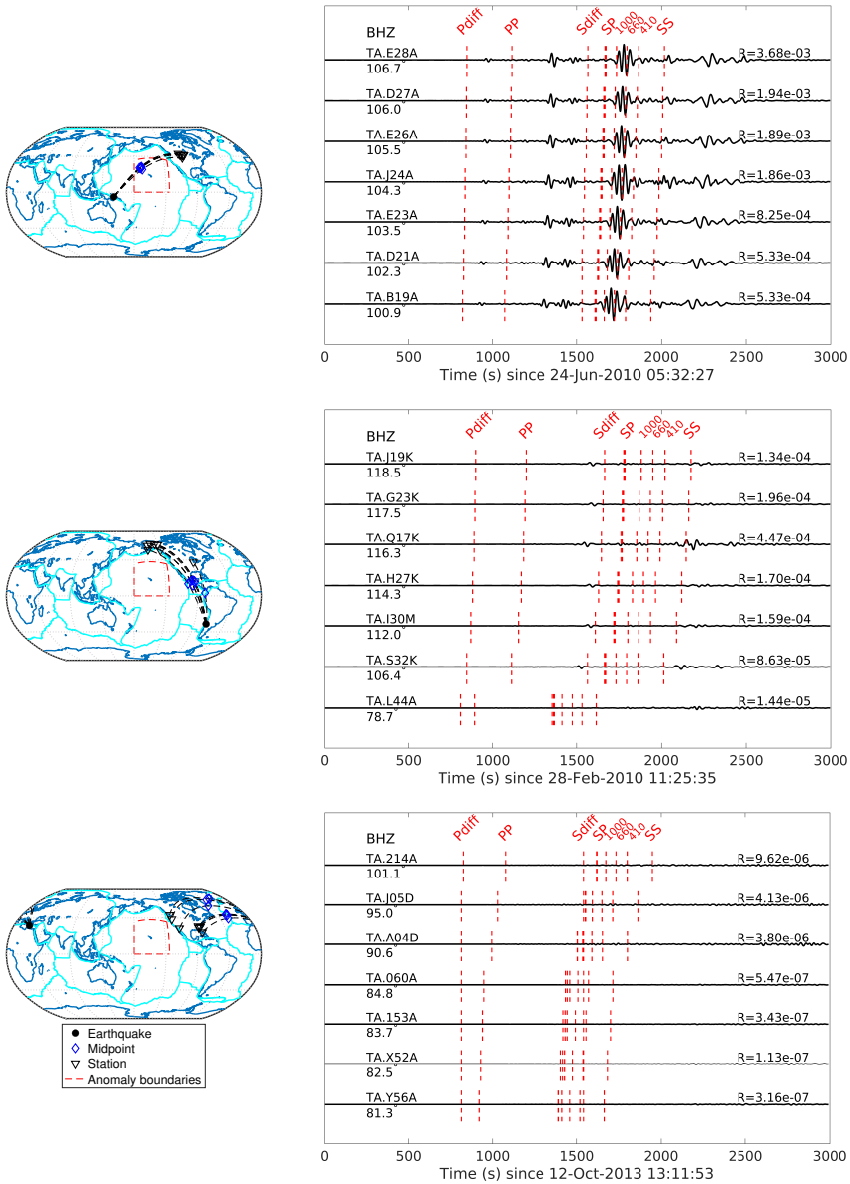 Pdiff PP Sdiff SP 1000 660 410 SS
BHZ
TA.E28A R=3.68e-03
106.7°
TA.D27A R=1.94e-03
106.0°
TA.E26A R=1.89e-03
105.5°
TA.J24A R=1.86e-03
104.3°
TA.E23A R=8.25e-04
103.5°
TA.D21A R=5.33e-04
102.3°
TA.B19A R=5.33e-04
100.9°
0 500 1000 1500 2000 2500 3000
Time (s) since 24-Jun-2010 05:32:27
Pdiff PP Sdiff SP 1000 660 410 SS
BHZ
TA.J19K R=1.34e-04
118.5°
TA.G23K R=1.96e-04
117.5°
TA.Q17K R=4.47e-04
116.3°
TA.H27K R=1.70e-04
114.3°
TA.I30M R=1.59e-04
112.0°
TA.S32K R=8.63e-05
106.4°
TA.L44A R=1.44e-05
78.7°
0 500 1000 1500 2000 2500 3000
Time (s) since 28-Feb-2010 11:25:35
Pdiff PP Sdiff SP 1000 660 410 SS
BHZ
TA.214A R=9.62e-06
101.1°
TA.J05D R=4.13e-06
95.0°
TA.A04D R=3.80e-06
90.6°
TA.060A R=5.47e-07
84.8°
TA.153A R=3.43e-07
83.7°
TA.X52A R=1.13e-07
82.5°
TA.Y56A R=3.16e-07
81.3°
0 500 1000 1500 2000 2500 3000
Time (s) since 12-Oct-2013 13:11:53
Earthquake
Midpoint
Station
Anomaly boundaries